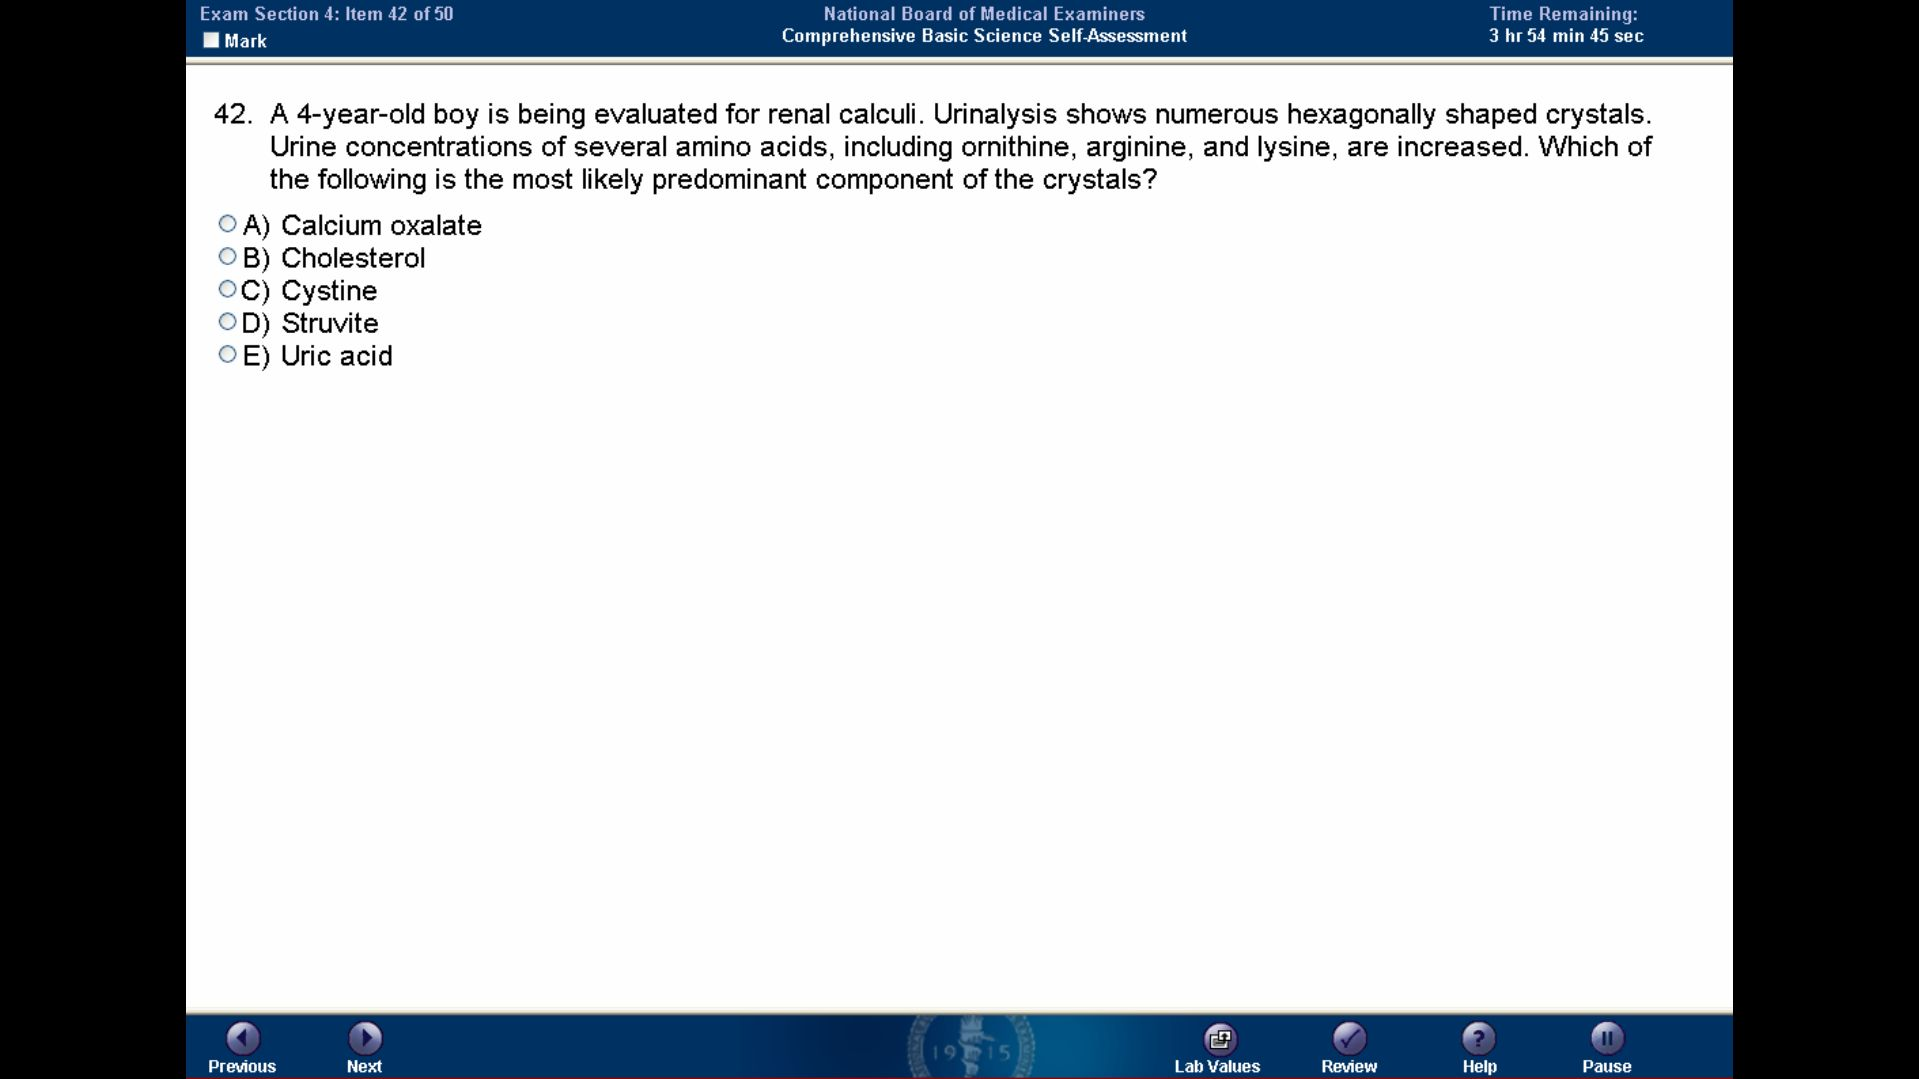 Exam Section 4: Item 42 of 50
Mark
National Board of Medical Examiners
Comprehensive Basic Science Self-Assessment
Time Remaining:
3 hr 54 min 45 sec
42. A 4-year-old boy is being evaluated for renal calculi. Urinalysis shows numerous hexagonally shaped crystals.
Urine concentrations of several amino acids, including ornithine, arginine, and lysine, are increased. Which of
the following is the most likely predominant component of the crystals?
A) Calcium oxalate
B) Cholesterol
C) Cystine
D) Struvite
E) Uric acid
1915
Previous
Next
Lab Values
Review
Help
Pause